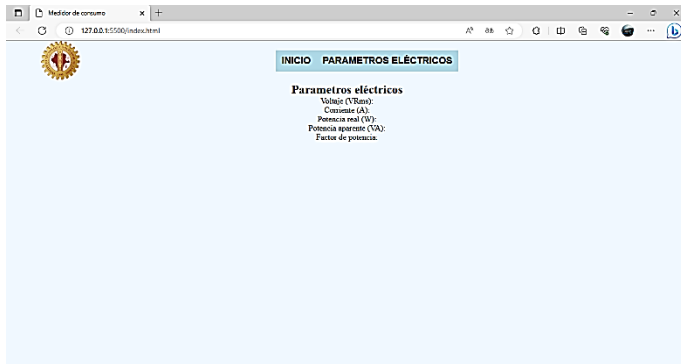 Medidor de consumo
127.0.0.1:5500/index.html
INICIO PARAMETROS ELÉCTRICOS
Parametros eléctricos
Voltaje (VRms):
Corriente (A):
Potencia real (W):
Potencia aparente (VA):
Factor de potencia: